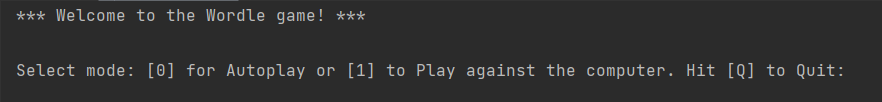 *** Welcome to the Wordle game! ***
Select mode: [0] for Autoplay or [1] to Play against the computer. Hit [Q] to Quit: